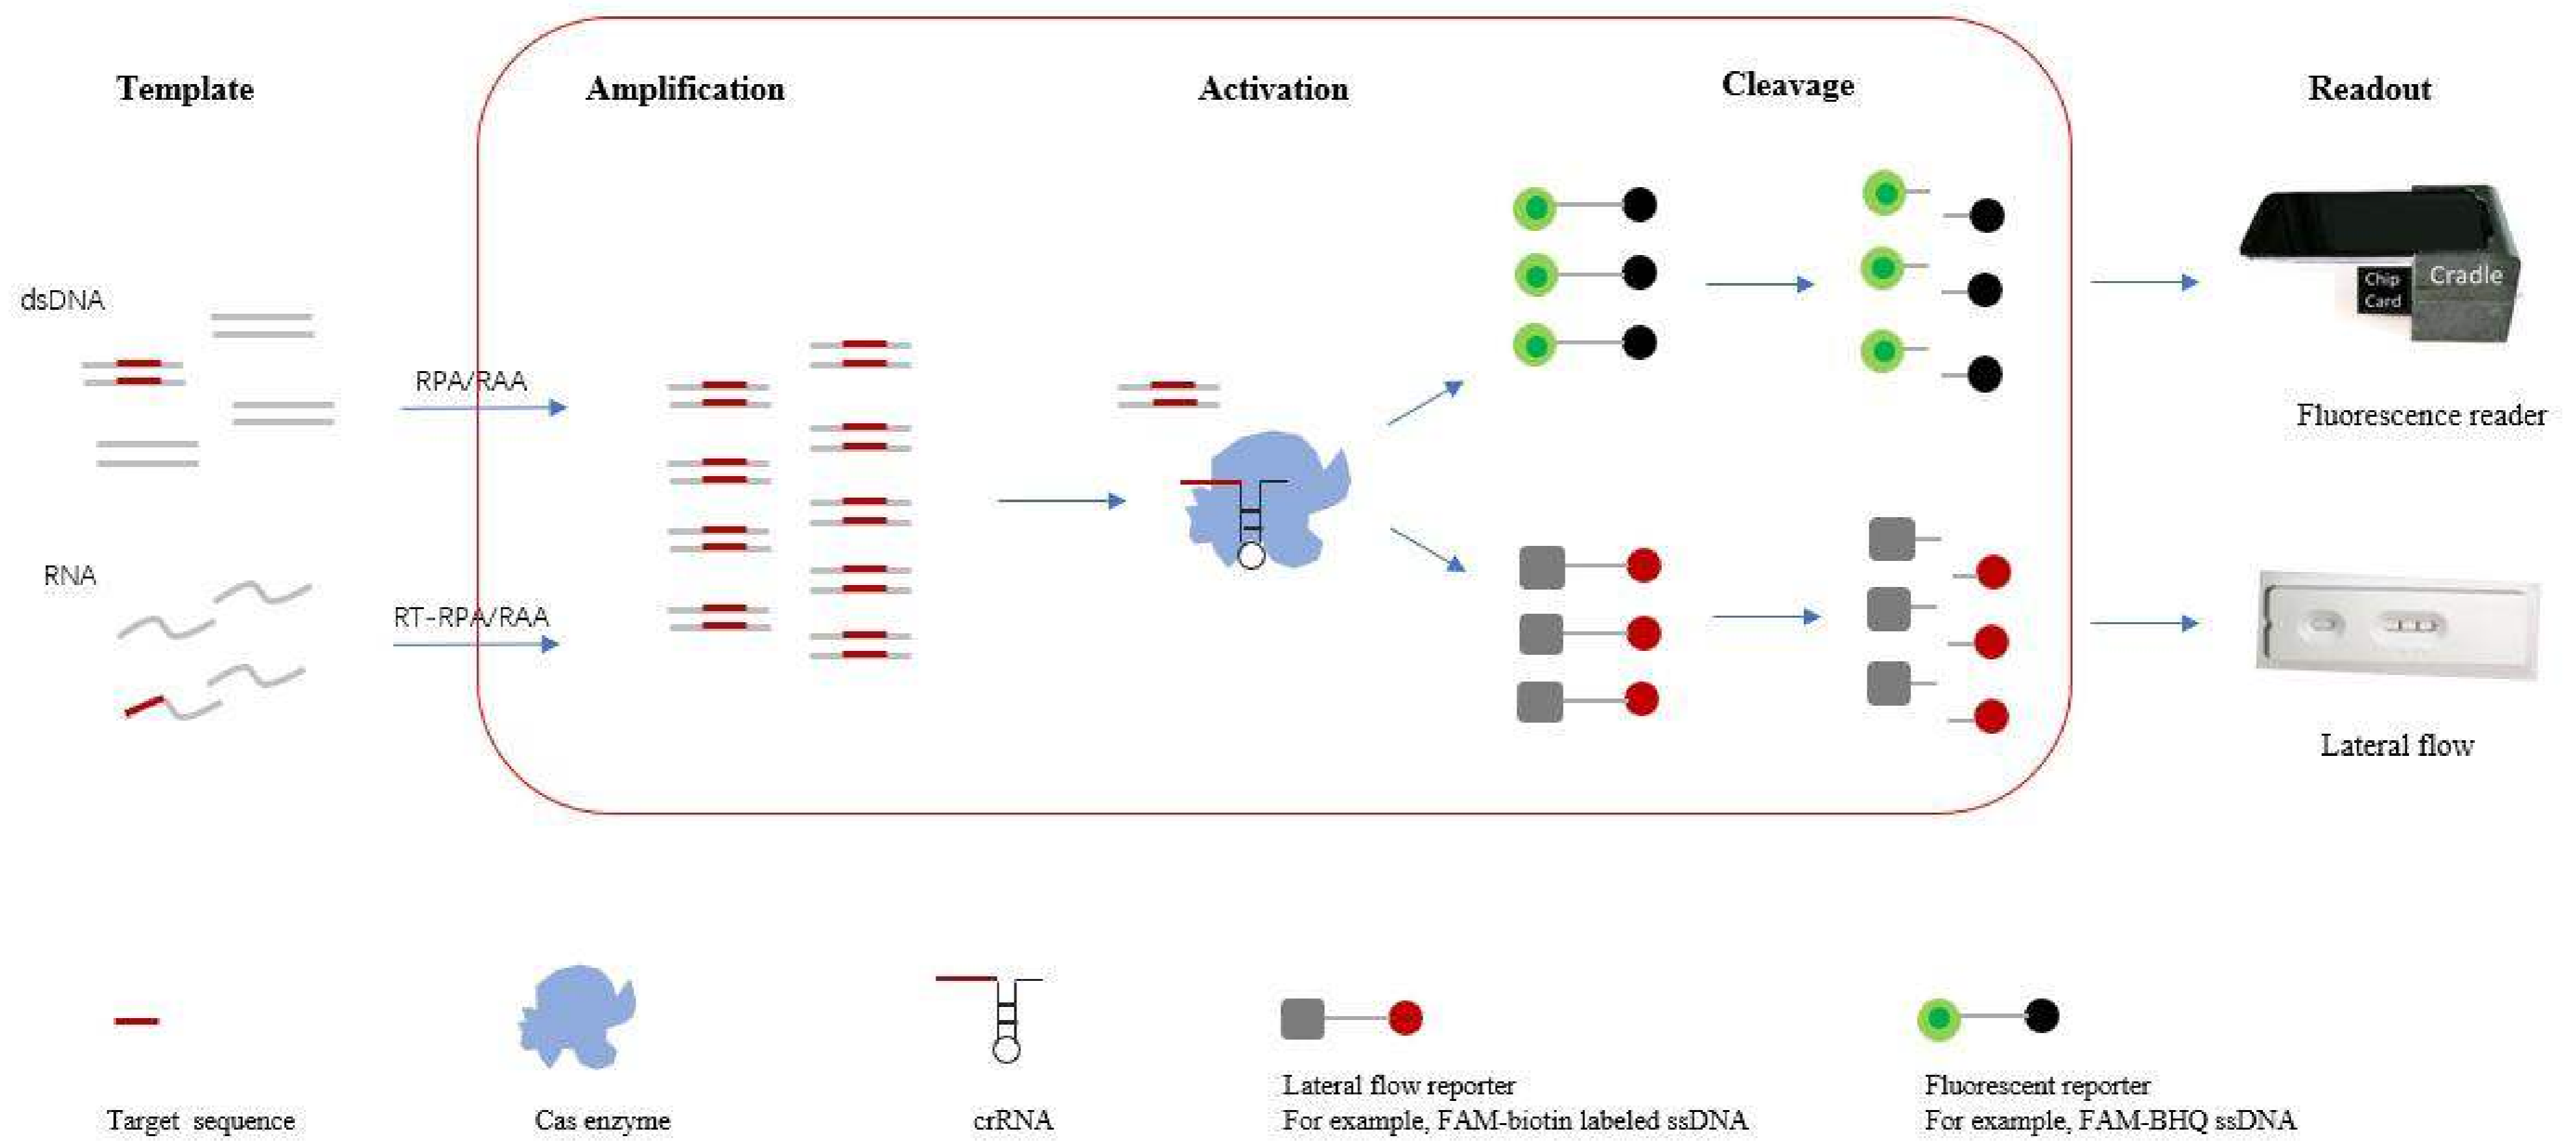 Template
Amplification
Activation
Cleavage
Readout
dsDNA
RPA/RAA
Chip
Card
Cradle
Fluorescence reader
RNA
RT-RPA/RAA
Lateral flow
Target sequence
Cas enzyme
crRNA
Lateral flow reporter
For example, FAM-biotin labeled ssDNA
Fluorescent reporter
For example, FAM-BHQ ssDNA